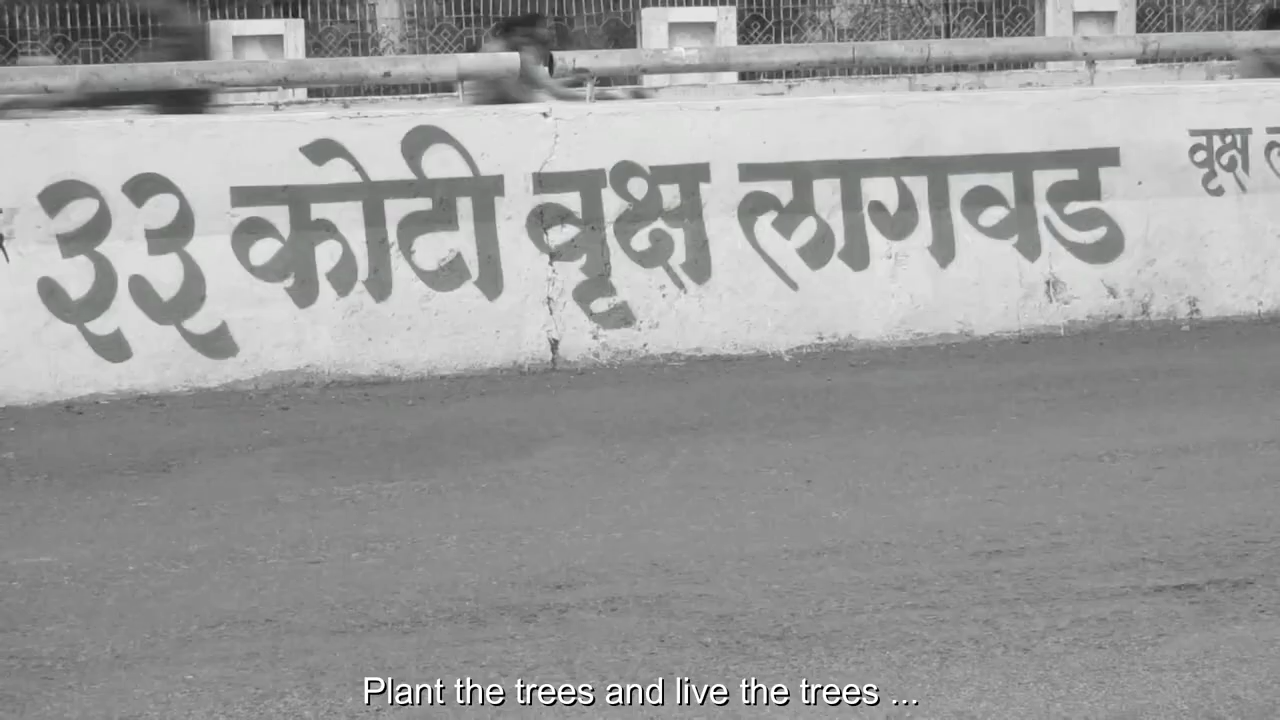 ३३ कोटी वृक्ष लागवड
वृक्ष
Plant the trees and live the trees ...